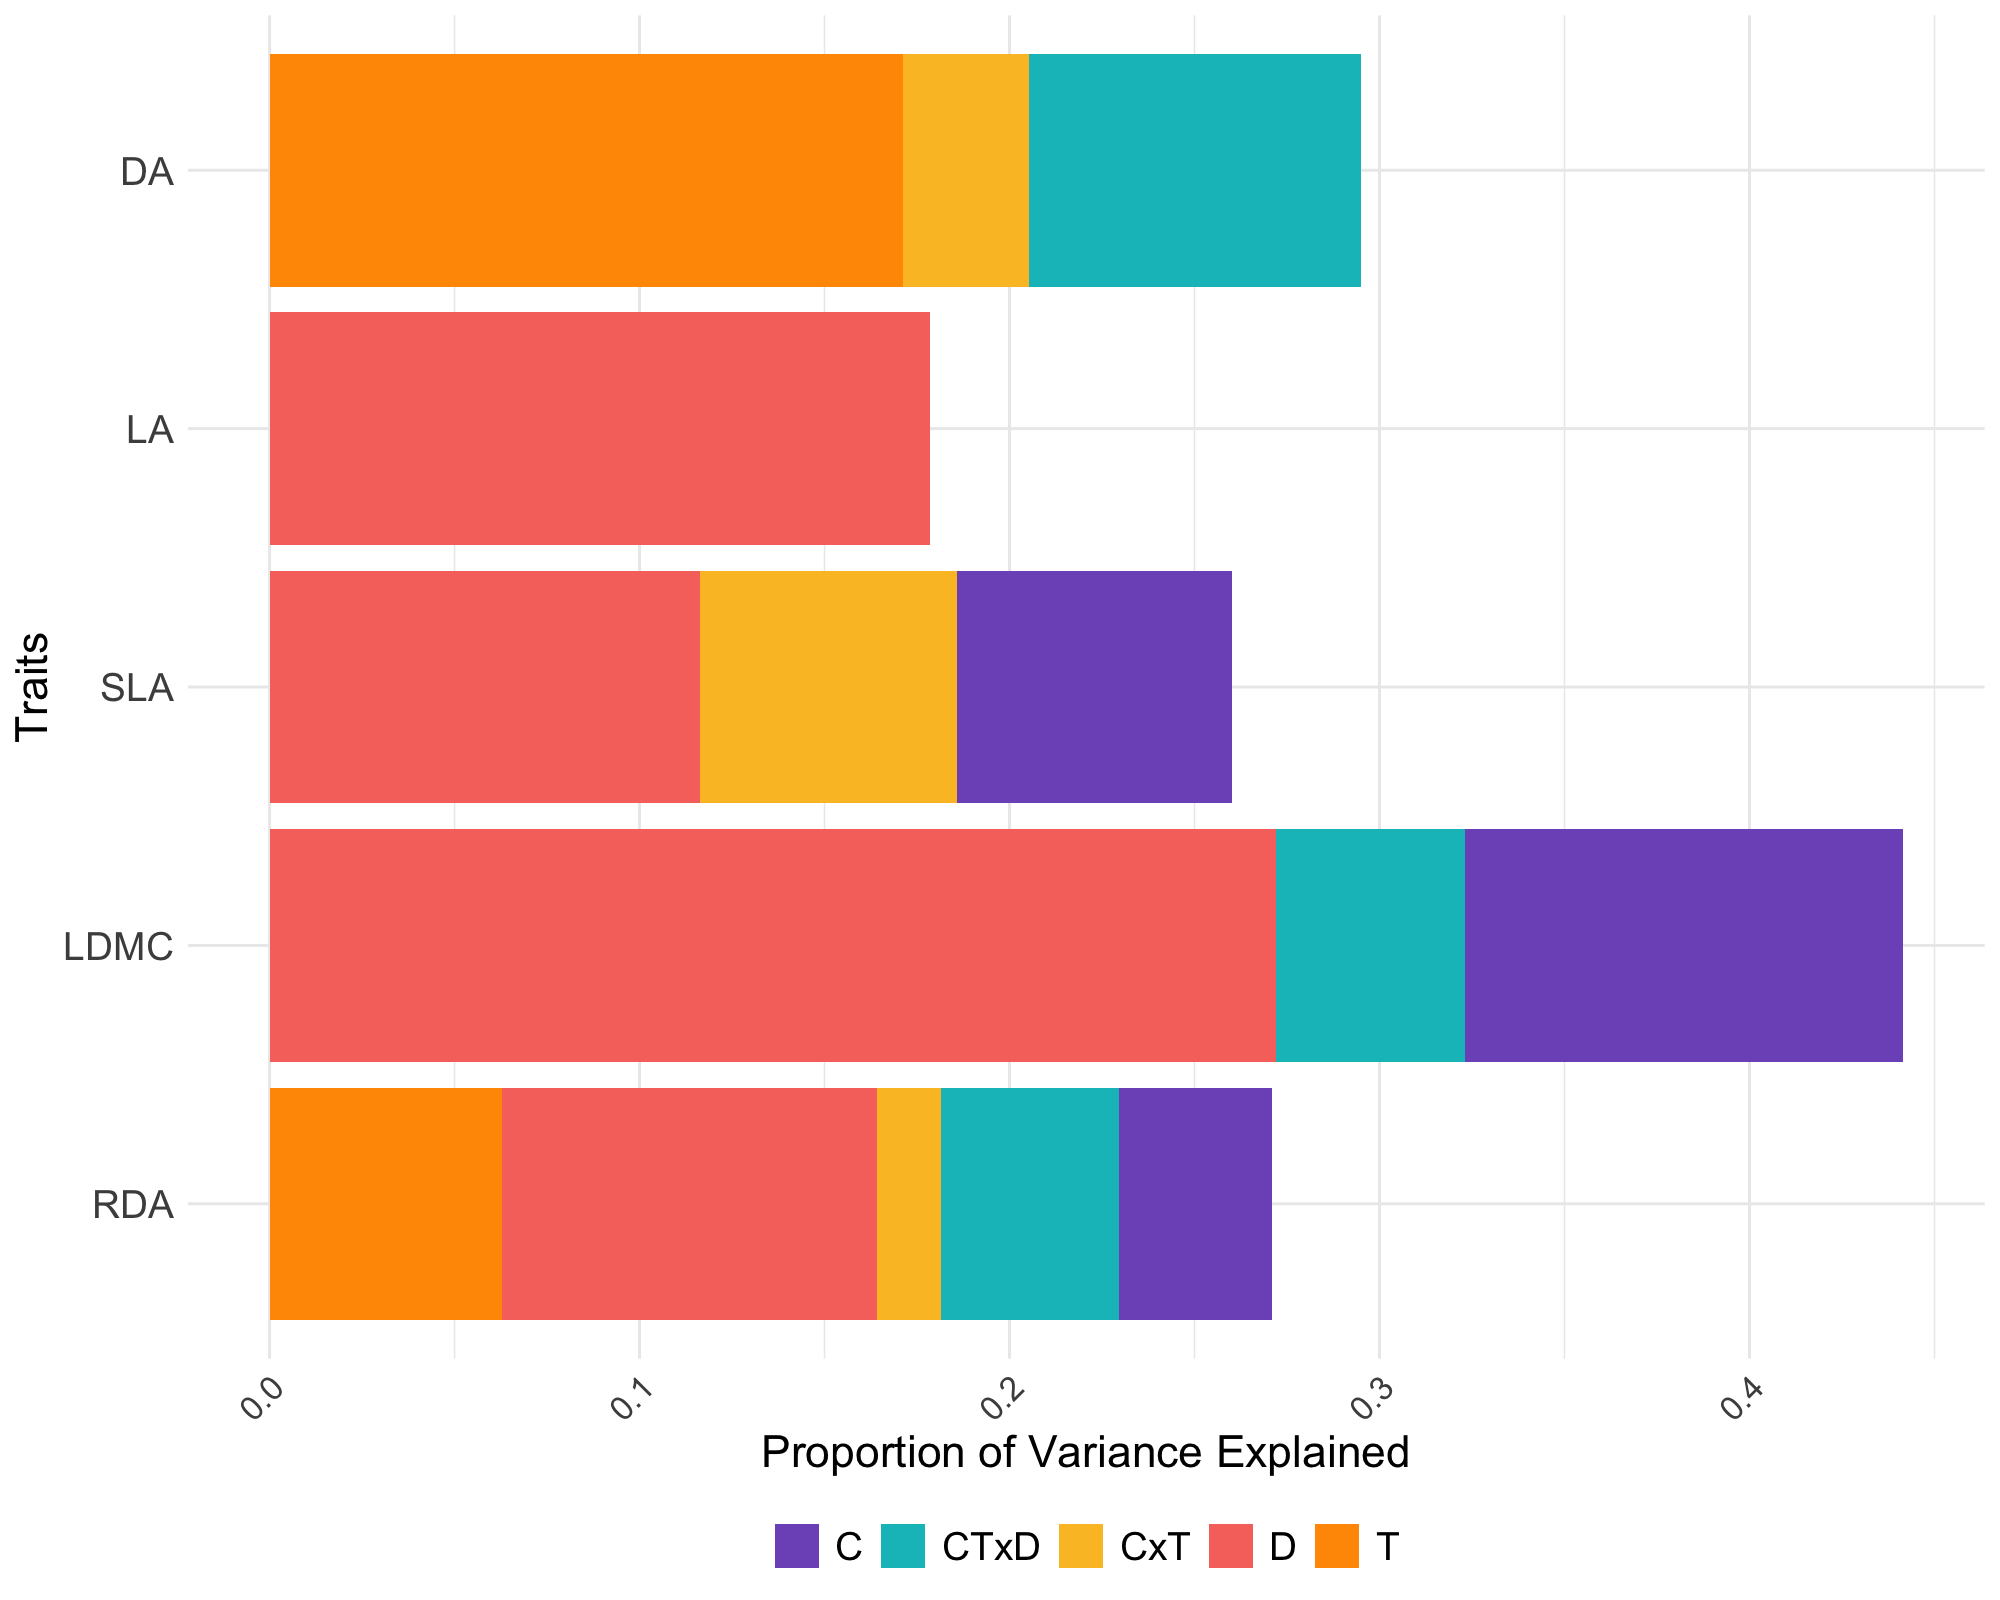 DA
LA
SLA
LDMC
RDA
Traits
0.0 0.1 0.2 0.3 0.4
Proportion of Variance Explained
C CTxD CxT D T